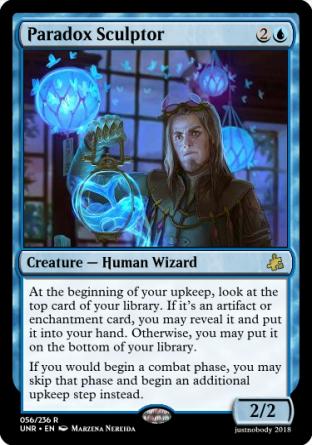 Paradox Sculptor 2
Creature — Human Wizard
At the beginning of your upkeep, look at the
top card of your library. If it's an artifact or
enchantment card, you may reveal it and put
it into your hand. Otherwise, you may put it
on the bottom of your library.
If you would begin a combat phase, you may
skip that phase and begin an additional
upkeep step instead.
2/2
056/236 R
UNR • EN Marzena Nereida
justnobody 2018